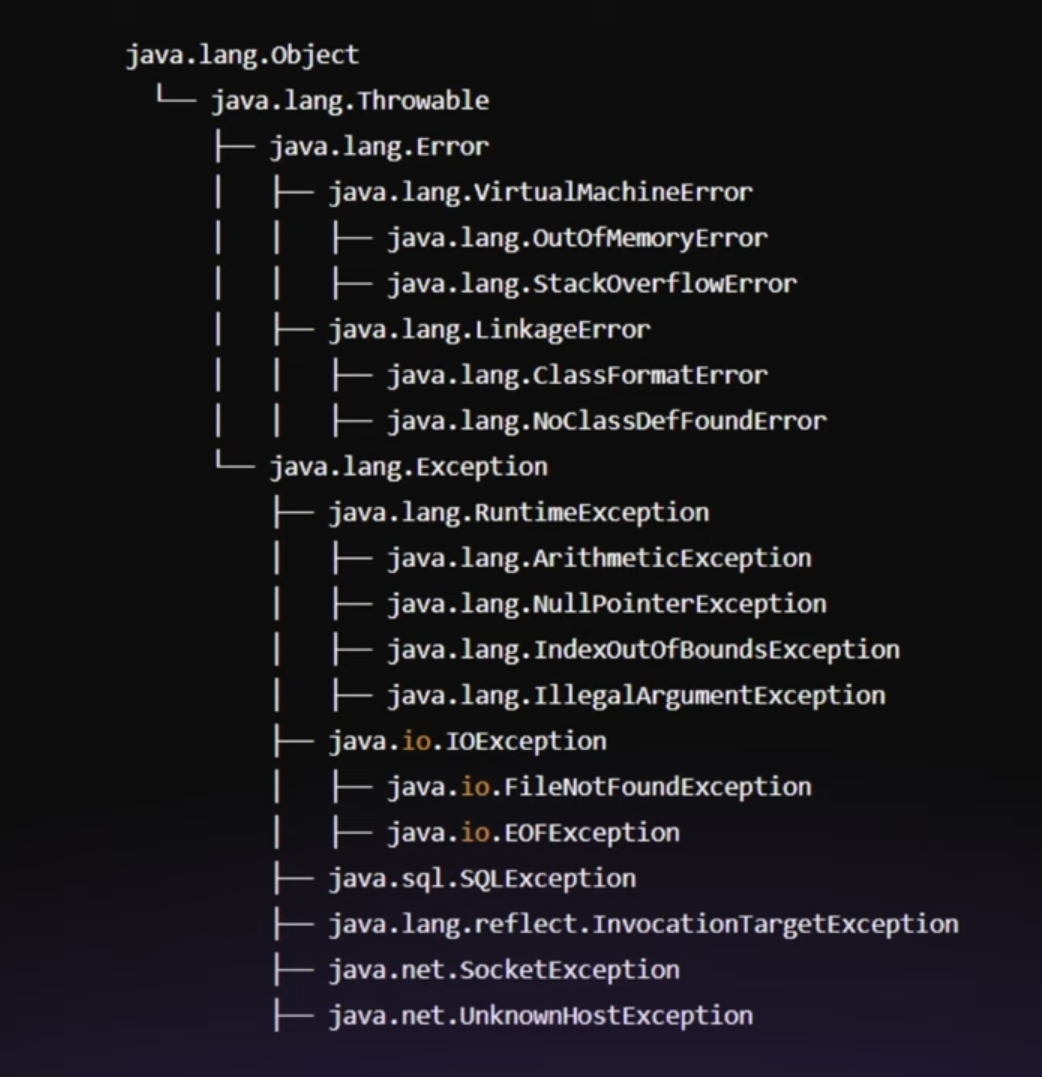 java.lang.Object
└── java.lang.Throwable
├── java.lang.Error
│ ├── java.lang.VirtualMachineError
│ │ ├── java.lang.OutOfMemoryError
│ │ ├── java.lang.StackOverflowError
│ ├── java.lang.LinkageError
│ │ ├── java.lang.ClassFormatError
│ │ ├── java.lang.NoClassDefFoundError
└── java.lang.Exception
├── java.lang.RuntimeException
│ ├── java.lang.ArithmeticException
│ ├── java.lang.NullPointerException
│ ├── java.lang.IndexOutOfBoundsException
│ ├── java.lang.IllegalArgumentException
├── java.io.IOException
│ ├── java.io.FileNotFoundException
│ ├── java.io.EOFException
├── java.sql.SQLException
├── java.lang.reflect.InvocationTargetException
├── java.net.SocketException
├── java.net.UnknownHostException